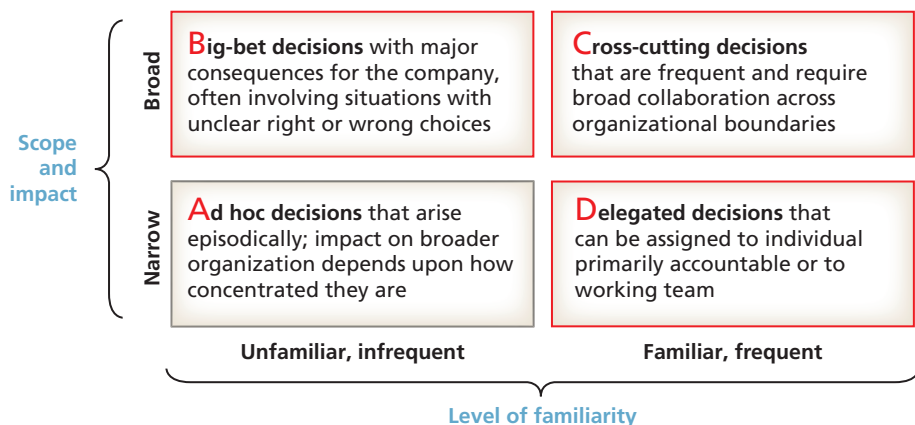 Scope
and
impact
Broad
Big-bet decisions with major
consequences for the company,
often involving situations with
unclear right or wrong choices
Cross-cutting decisions
that are frequent and require
broad collaboration across
organizational boundaries
Narrow
Ad hoc decisions that arise
episodically; impact on broader
organization depends upon how
concentrated they are
Delegated decisions that
can be assigned to individual
primarily accountable or to
working team
Unfamiliar, infrequent
Familiar, frequent
Level of familiarity